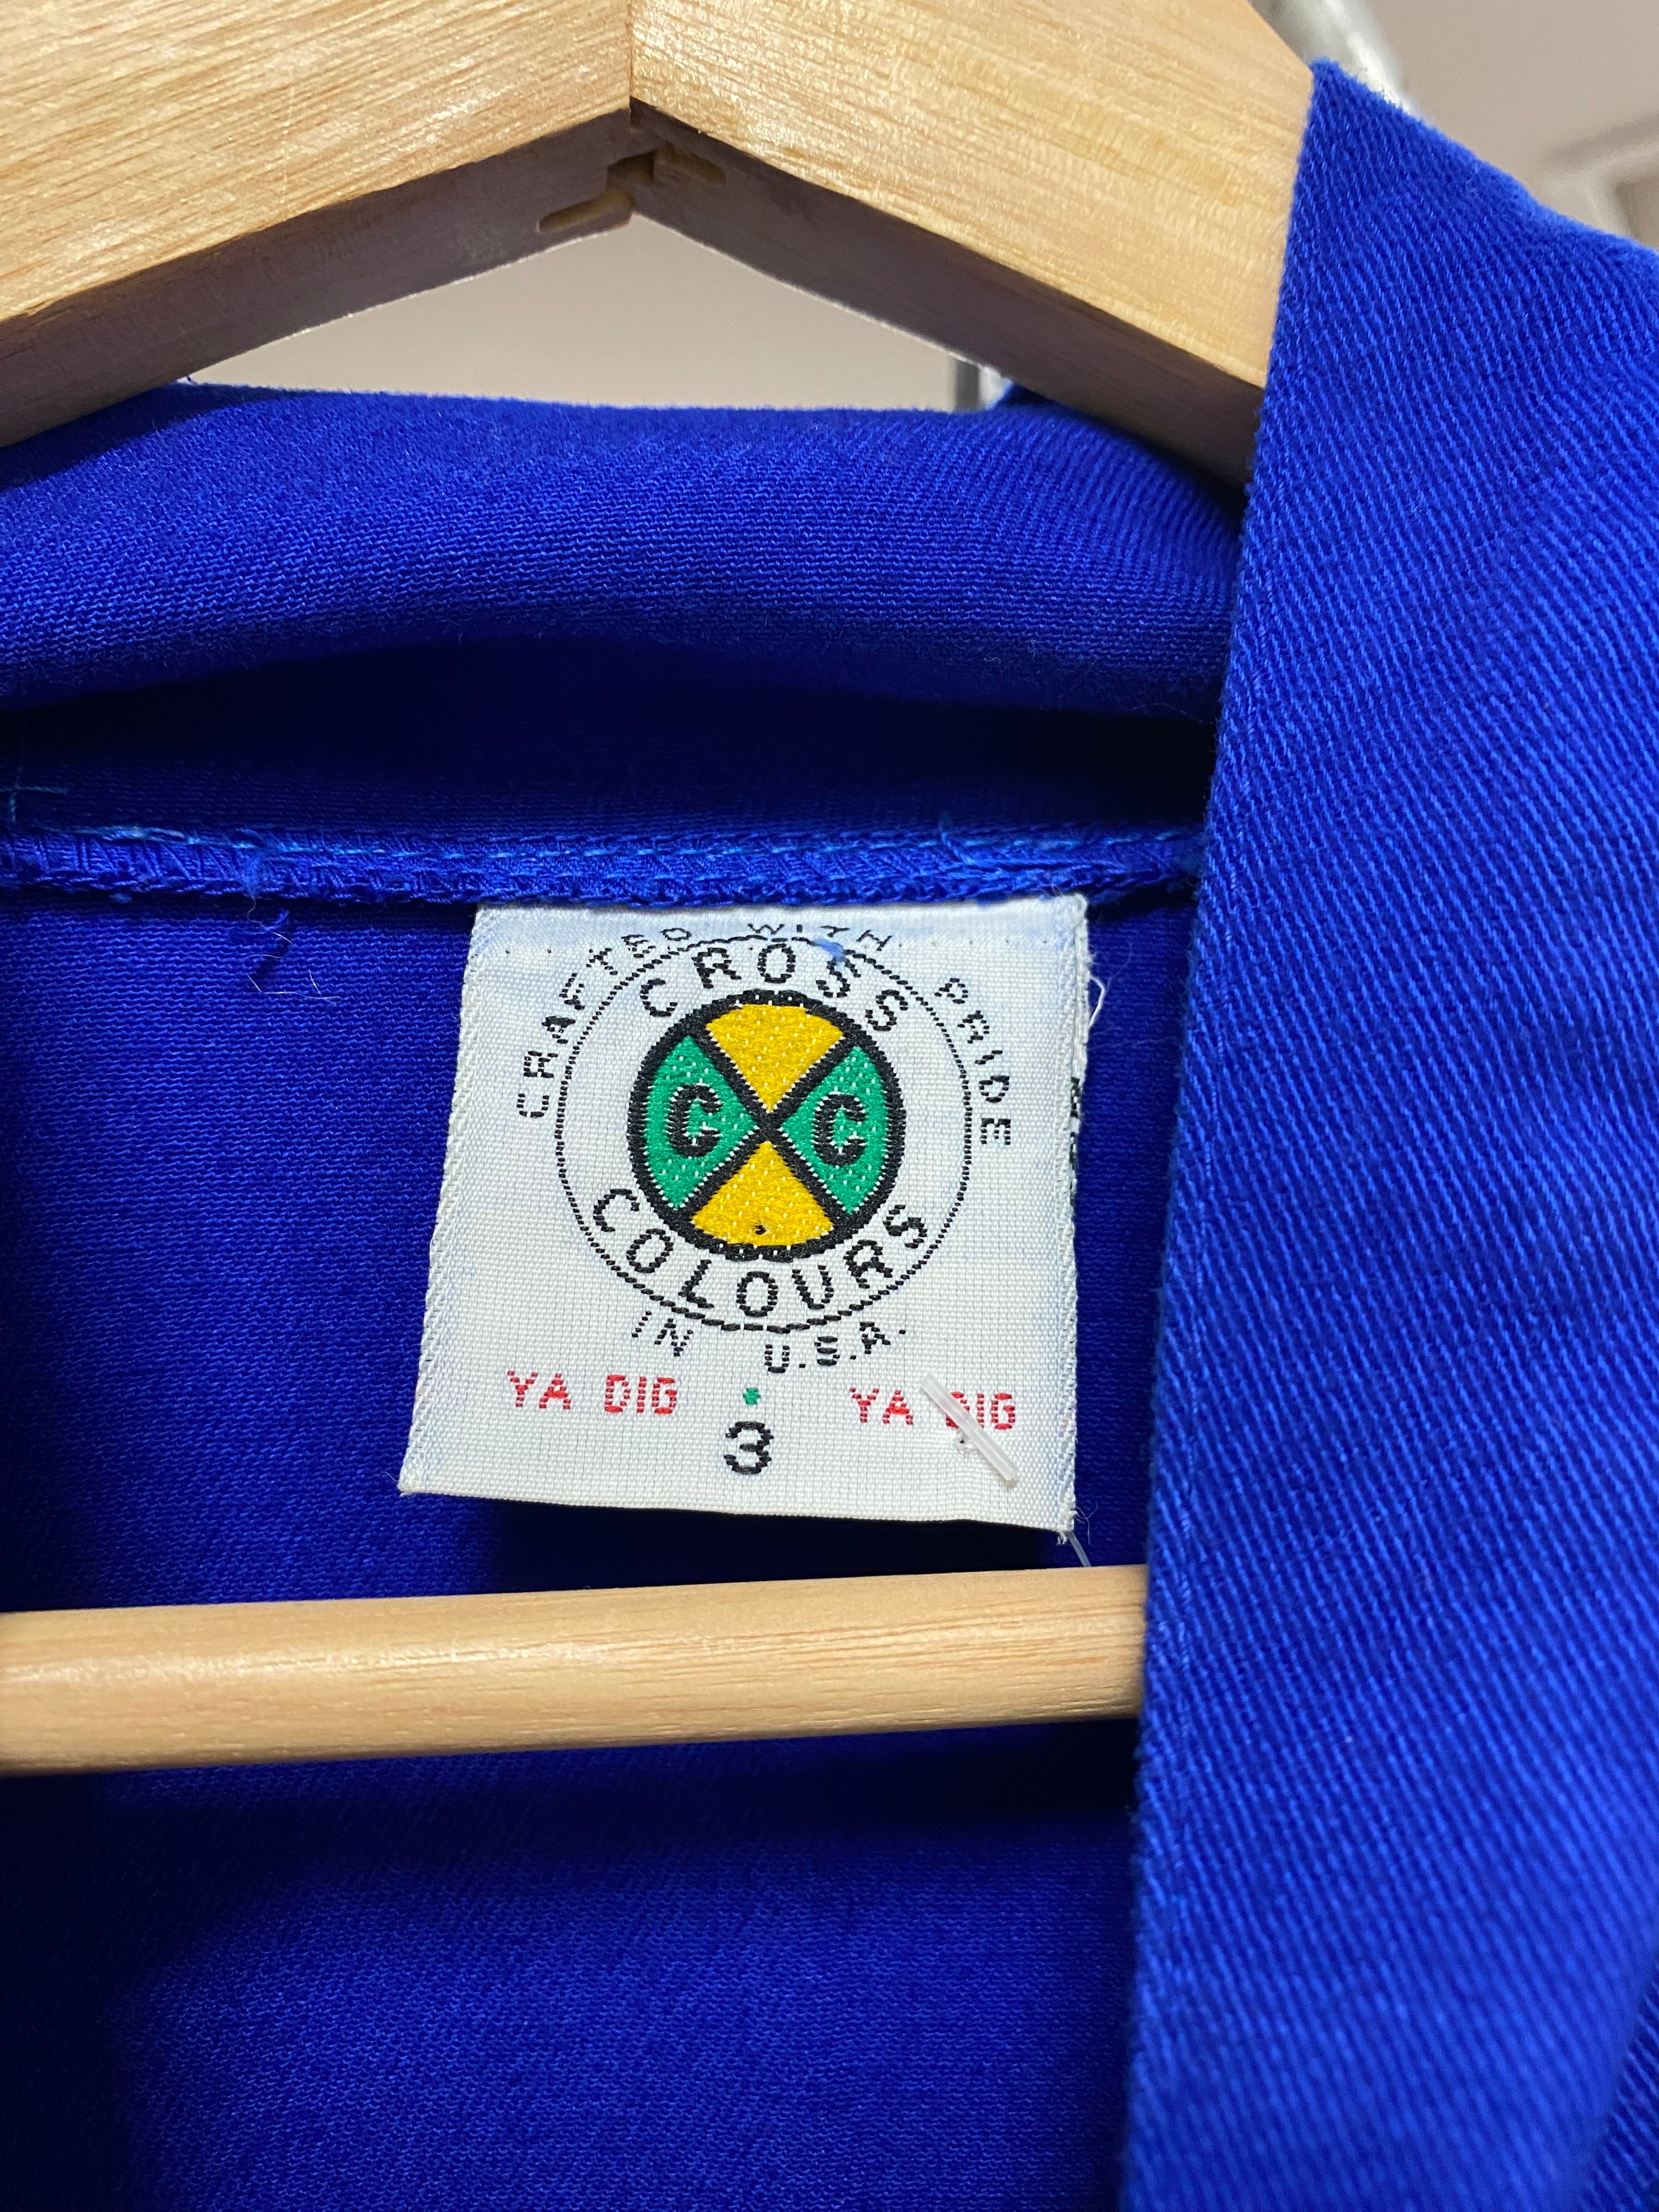 CRAFTED WITH PRIDE
CROSS
C C
COLOURS
IN U.S.A.
YA DIG • YA DIG
3